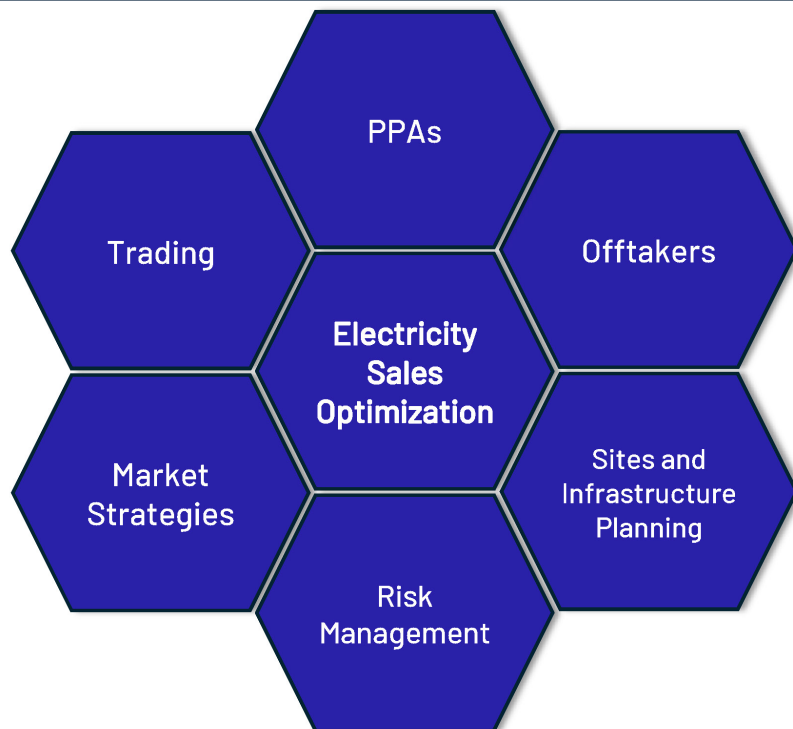 PPAs
Trading
Offtakers
Electricity
Sales
Optimization
Market
Strategies
Sites and
Infrastructure
Planning
Risk
Management